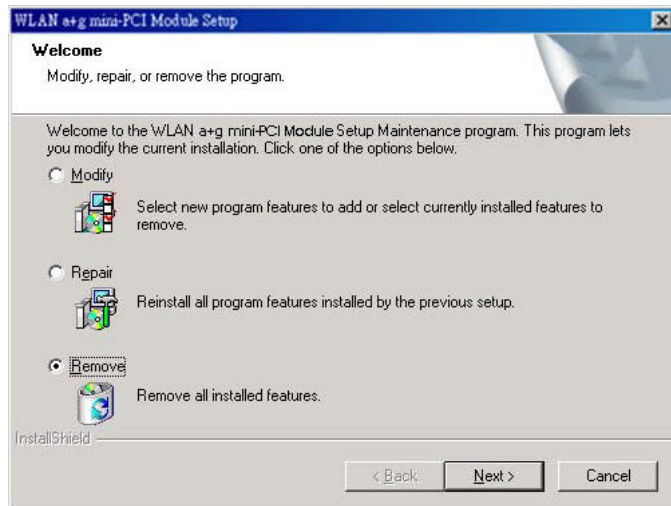 WLAN a+g mini-PCI Module Setup
Welcome
Modify, repair, or remove the program.
Welcome to the WLAN a+g mini-PCI Module Setup Maintenance program. This program lets
you modify the current installation. Click one of the options below.
Modify
Select new program features to add or select currently installed features to
remove.
Repair
Reinstall all program features installed by the previous setup.
Remove
Remove all installed features.
InstallShield
< Back
Next >
Cancel